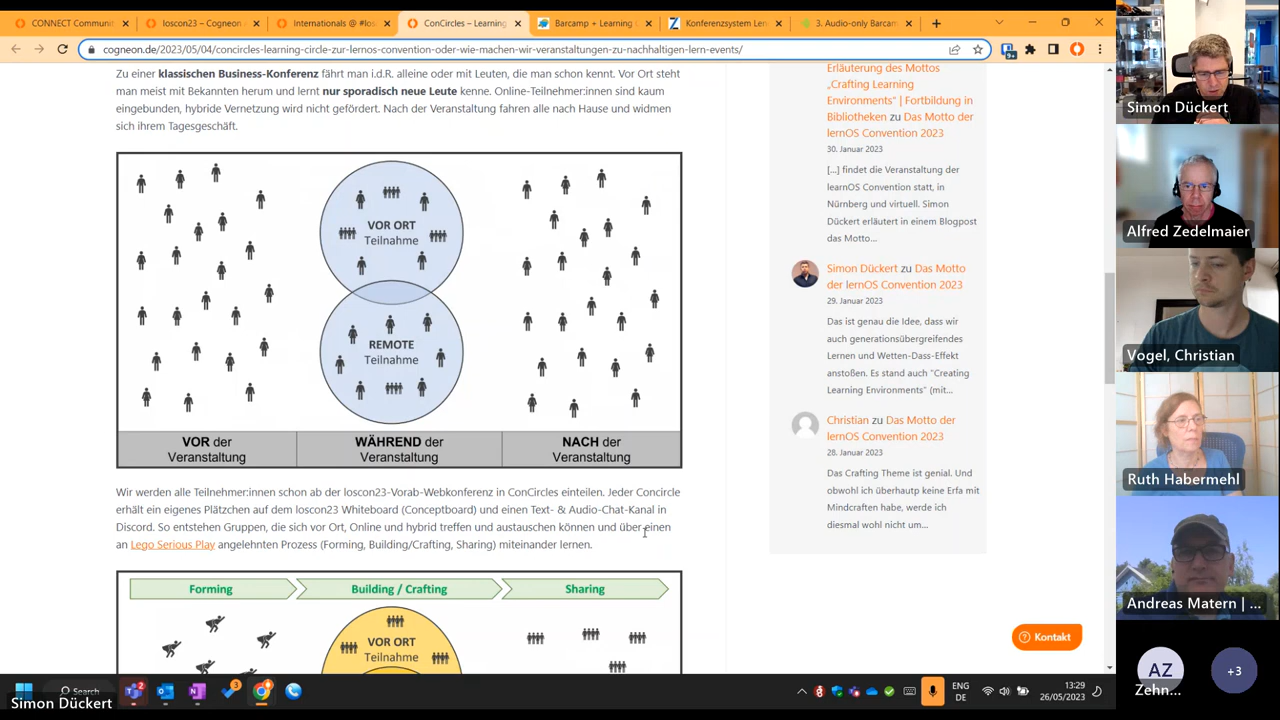 CONNECT Communit
loscon23 – Cogneon
Internationals @ #los
ConCircles – Learning
Barcamp + Learning
Konferenzsystem Len
3. Audio-only Barcam
cogneon.de/2023/05/04/concircles-learning-circle-zur-lernos-convention-oder-wie-machen-wir-veranstaltungen-zu-nachhaltigen-lern-events/
9+
Zu einer klassischen Business-Konferenz fährt man i.d.R. alleine oder mit Leuten, die man schon kennt. Vor Ort steht
man meist mit Bekannten herum und lernt nur sporadisch neue Leute kenne. Online-Teilnehmer:innen sind kaum
eingebunden, hybride Vernetzung wird nicht gefördert. Nach der Veranstaltung fahren alle nach Hause und widmen
sich ihrem Tagesgeschäft.
VOR ORT
Teilnahme
REMOTE
Teilnahme
VOR der
Veranstaltung
WÄHREND der
Veranstaltung
NACH der
Veranstaltung
Wir werden alle Teilnehmer:innen schon ab der loscon23-Vorab-Webkonferenz in ConCircles einteilen. Jeder Concircle
erhält ein eigenes Plätzchen auf dem loscon23 Whiteboard (Conceptboard) und einen Text- & Audio-Chat-Kanal in
Discord. So entstehen Gruppen, die sich vor Ort, Online und hybrid treffen und austauschen können und über einen
an Lego Serious Play angelehnten Prozess (Forming, Building/Crafting, Sharing) miteinander lernen.
Forming
Building / Crafting
Sharing
VOR ORT
Teilnahme
Erläuterung des Mottos
„Crafting Learning
Environments" | Fortbildung in
Bibliotheken zu Das Motto der
lernOS Convention 2023
30. Januar 2023
[...] findet die Veranstaltung der
learnOS Convention statt, in
Nürnberg und virtuell. Simon
Dückert erläutert in einem Blogpost
das Motto...
Simon Dückert zu Das Motto
der lernOS Convention 2023
29. Januar 2023
Das ist genau die Idee, dass wir
auch generationsübergreifendes
Lernen und Wetten-Dass-Effekt
anstoßen. Es stand auch "Creating
Learning Environments" (mit...
Christian zu Das Motto der
lernOS Convention 2023
28. Januar 2023
Das Crafting Theme ist genial. Und
obwohl ich überhautp keine Erfa mit
Mindcraften habe, werde ich
diesmal wohl nicht um...
Kontakt
Simon Dückert
Alfred Zedelmaier
Vogel, Christian
Ruth Habermehl
Andreas Matern | ...
AZ
Zehn...
+3
Search
2
3
ENG
DE
13:29
26/05/2023
Simon Dückert